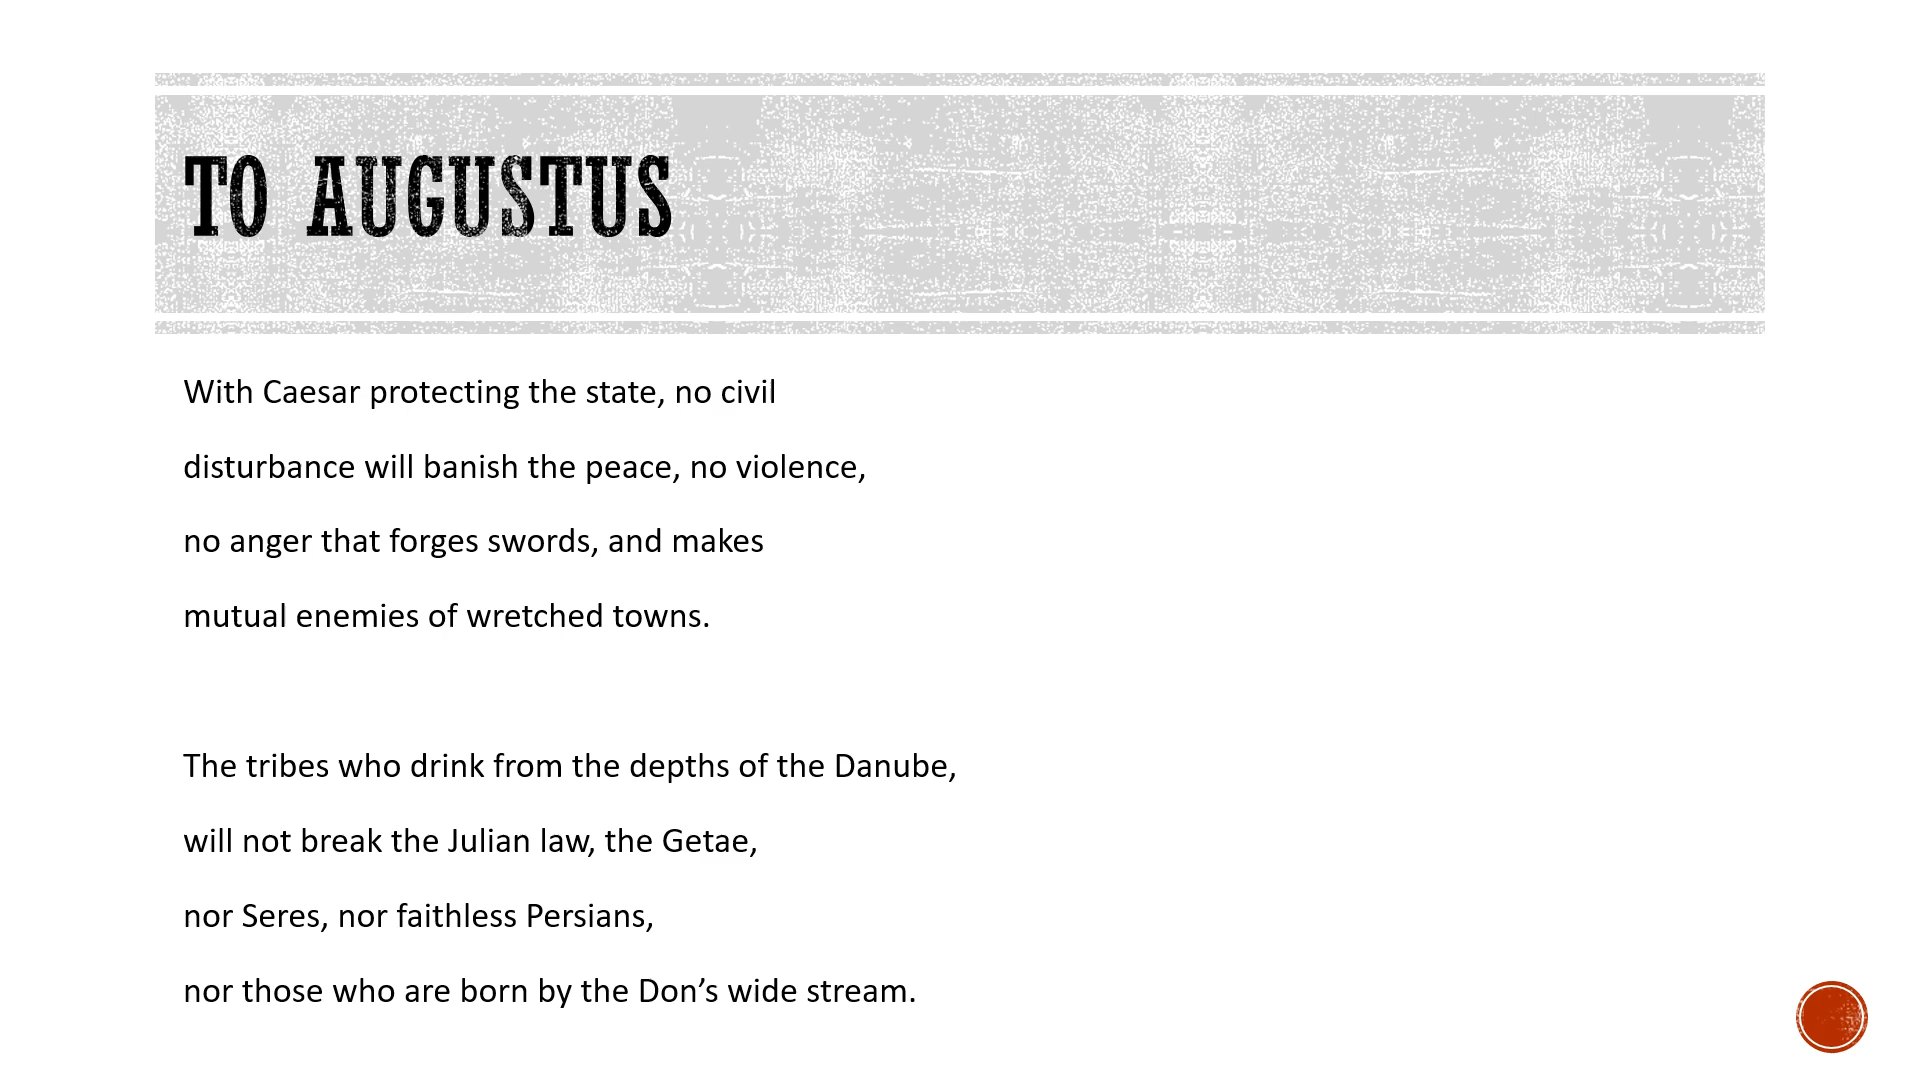 TO AUGUSTUS
With Caesar protecting the state, no civil
disturbance will banish the peace, no violence,
no anger that forges swords, and makes
mutual enemies of wretched towns.
The tribes who drink from the depths of the Danube,
will not break the Julian law, the Getae,
nor Seres, nor faithless Persians,
nor those who are born by the Don’s wide stream.